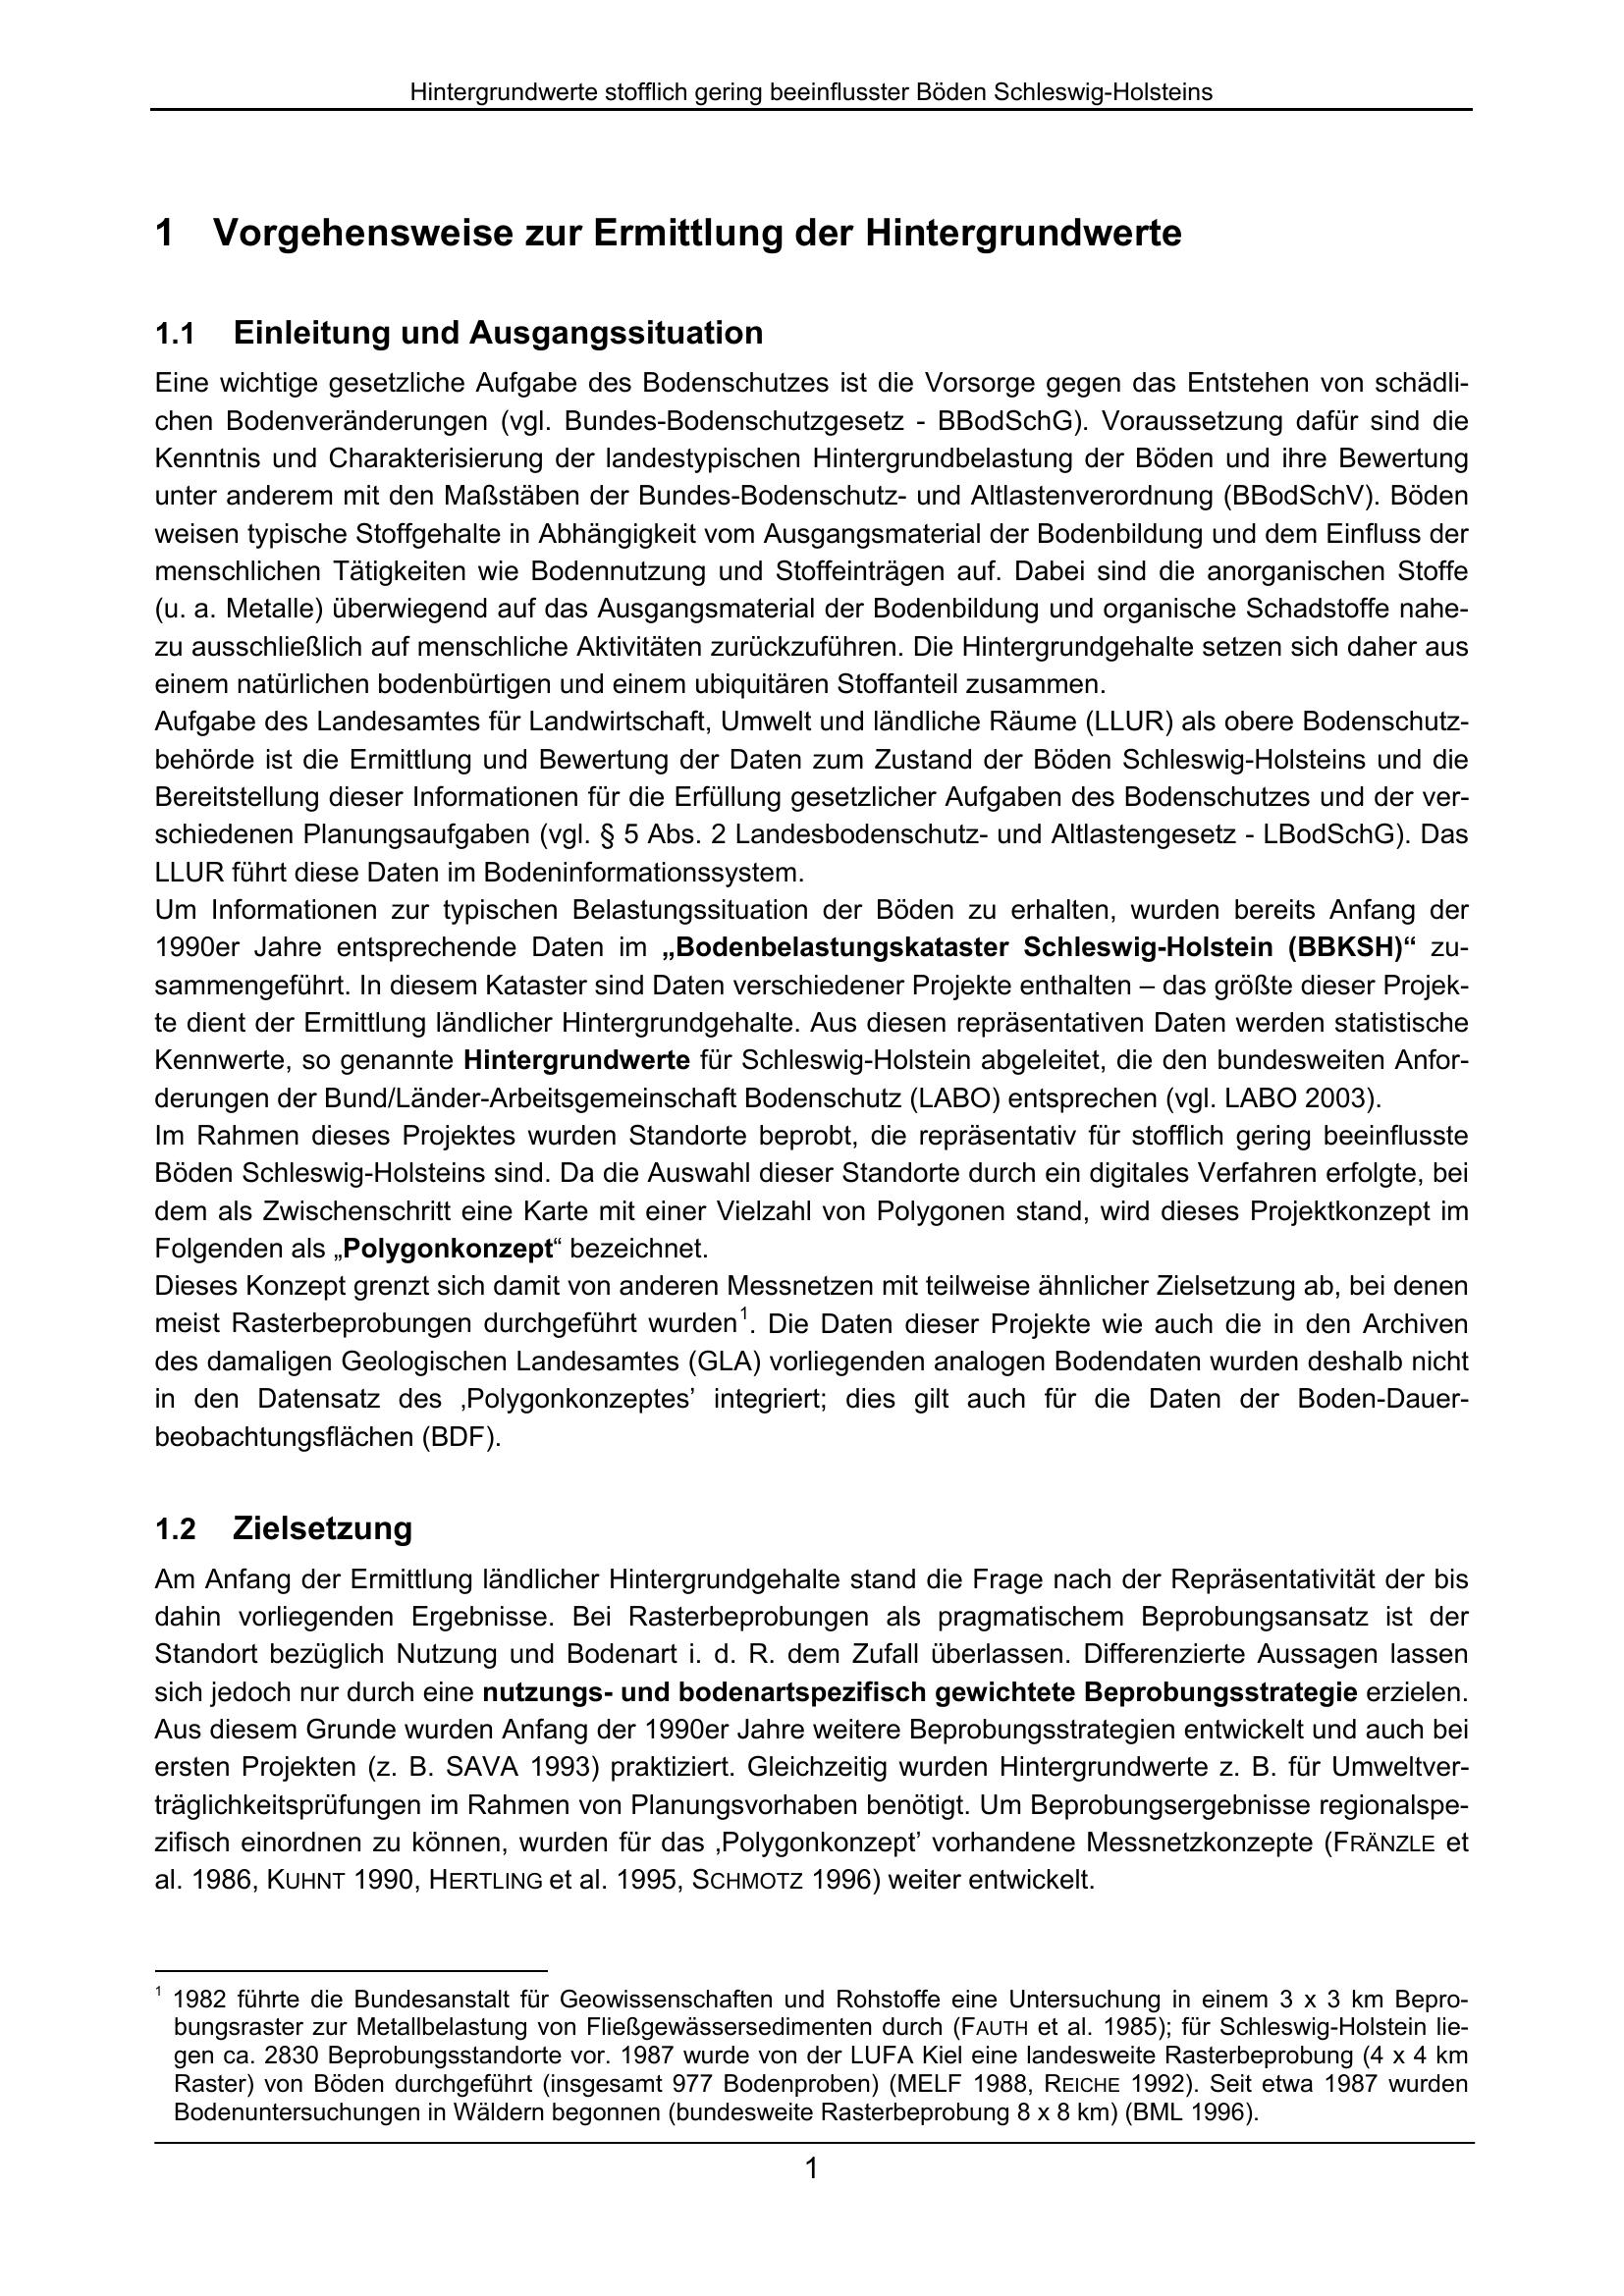 Hintergrundwerte stofflich gering beeinflusster Böden Schleswig-Holsteins
1 Vorgehensweise zur Ermittlung der Hintergrundwerte
1.1 Einleitung und Ausgangssituation
Eine wichtige gesetzliche Aufgabe des Bodenschutzes ist die Vorsorge gegen das Entstehen von schädli-
chen Bodenveränderungen (vgl. Bundes-Bodenschutzgesetz - BBodSchG). Voraussetzung dafür sind die
Kenntnis und Charakterisierung der landestypischen Hintergrundbelastung der Böden und ihre Bewertung
unter anderem mit den Maßstäben der Bundes-Bodenschutz- und Altlastenverordnung (BBodSchV). Böden
weisen typische Stoffgehalte in Abhängigkeit vom Ausgangsmaterial der Bodenbildung und dem Einfluss der
menschlichen Tätigkeiten wie Bodennutzung und Stoffeinträgen auf. Dabei sind die anorganischen Stoffe
(u. a. Metalle) überwiegend auf das Ausgangsmaterial der Bodenbildung und organische Schadstoffe nahe-
zu ausschließlich auf menschliche Aktivitäten zurückzuführen. Die Hintergrundgehalte setzen sich daher aus
einem natürlichen bodenbürtigen und einem ubiquitären Stoffanteil zusammen.
Aufgabe des Landesamtes für Landwirtschaft, Umwelt und ländliche Räume (LLUR) als obere Bodenschutz-
behörde ist die Ermittlung und Bewertung der Daten zum Zustand der Böden Schleswig-Holsteins und die
Bereitstellung dieser Informationen für die Erfüllung gesetzlicher Aufgaben des Bodenschutzes und der ver-
schiedenen Planungsaufgaben (vgl. § 5 Abs. 2 Landesbodenschutz- und Altlastengesetz - LBodSchG). Das
LLUR führt diese Daten im Bodeninformationssystem.
Um Informationen zur typischen Belastungssituation der Böden zu erhalten, wurden bereits Anfang der
1990er Jahre entsprechende Daten im „Bodenbelastungskataster Schleswig-Holstein (BBKSH)“ zu-
sammengeführt. In diesem Kataster sind Daten verschiedener Projekte enthalten – das größte dieser Projek-
te dient der Ermittlung ländlicher Hintergrundgehalte. Aus diesen repräsentativen Daten werden statistische
Kennwerte, so genannte Hintergrundwerte für Schleswig-Holstein abgeleitet, die den bundesweiten Anfor-
derungen der Bund/Länder-Arbeitsgemeinschaft Bodenschutz (LABO) entsprechen (vgl. LABO 2003).
Im Rahmen dieses Projektes wurden Standorte beprobt, die repräsentativ für stofflich gering beeinflusste
Böden Schleswig-Holsteins sind. Da die Auswahl dieser Standorte durch ein digitales Verfahren erfolgte, bei
dem als Zwischenschritt eine Karte mit einer Vielzahl von Polygonen stand, wird dieses Projektkonzept im
Folgenden als „Polygonkonzept“ bezeichnet.
Dieses Konzept grenzt sich damit von anderen Messnetzen mit teilweise ähnlicher Zielsetzung ab, bei denen
meist Rasterbeprobungen durchgeführt wurden1. Die Daten dieser Projekte wie auch die in den Archiven
des damaligen Geologischen Landesamtes (GLA) vorliegenden analogen Bodendaten wurden deshalb nicht
in den Datensatz des ‚Polygonkonzeptes’ integriert; dies gilt auch für die Daten der Boden-Dauer-
beobachtungsflächen (BDF).
1.2 Zielsetzung
Am Anfang der Ermittlung ländlicher Hintergrundgehalte stand die Frage nach der Repräsentativität der bis
dahin vorliegenden Ergebnisse. Bei Rasterbeprobungen als pragmatischem Beprobungsansatz ist der
Standort bezüglich Nutzung und Bodenart i. d. R. dem Zufall überlassen. Differenzierte Aussagen lassen
sich jedoch nur durch eine nutzungs- und bodenartspezifisch gewichtete Beprobungsstrategie erzielen.
Aus diesem Grunde wurden Anfang der 1990er Jahre weitere Beprobungsstrategien entwickelt und auch bei
ersten Projekten (z. B. SAVA 1993) praktiziert. Gleichzeitig wurden Hintergrundwerte z. B. für Umweltver-
träglichkeitsprüfungen im Rahmen von Planungsvorhaben benötigt. Um Beprobungsergebnisse regionalspe-
zifisch einordnen zu können, wurden für das ‚Polygonkonzept’ vorhandene Messnetzkonzepte (FRÄNZLE et
al. 1986, KUHNT 1990, HERTLING et al. 1995, SCHMOTZ 1996) weiter entwickelt.
1 1982 führte die Bundesanstalt für Geowissenschaften und Rohstoffe eine Untersuchung in einem 3 x 3 km Bepro-
bungsraster zur Metallbelastung von Fließgewässersedimenten durch (FAUTH et al. 1985); für Schleswig-Holstein lie-
gen ca. 2830 Beprobungsstandorte vor. 1987 wurde von der LUFA Kiel eine landesweite Rasterbeprobung (4 x 4 km
Raster) von Böden durchgeführt (insgesamt 977 Bodenproben) (MELF 1988, REICHE 1992). Seit etwa 1987 wurden
Bodenuntersuchungen in Wäldern begonnen (bundesweite Rasterbeprobung 8 x 8 km) (BML 1996).
1